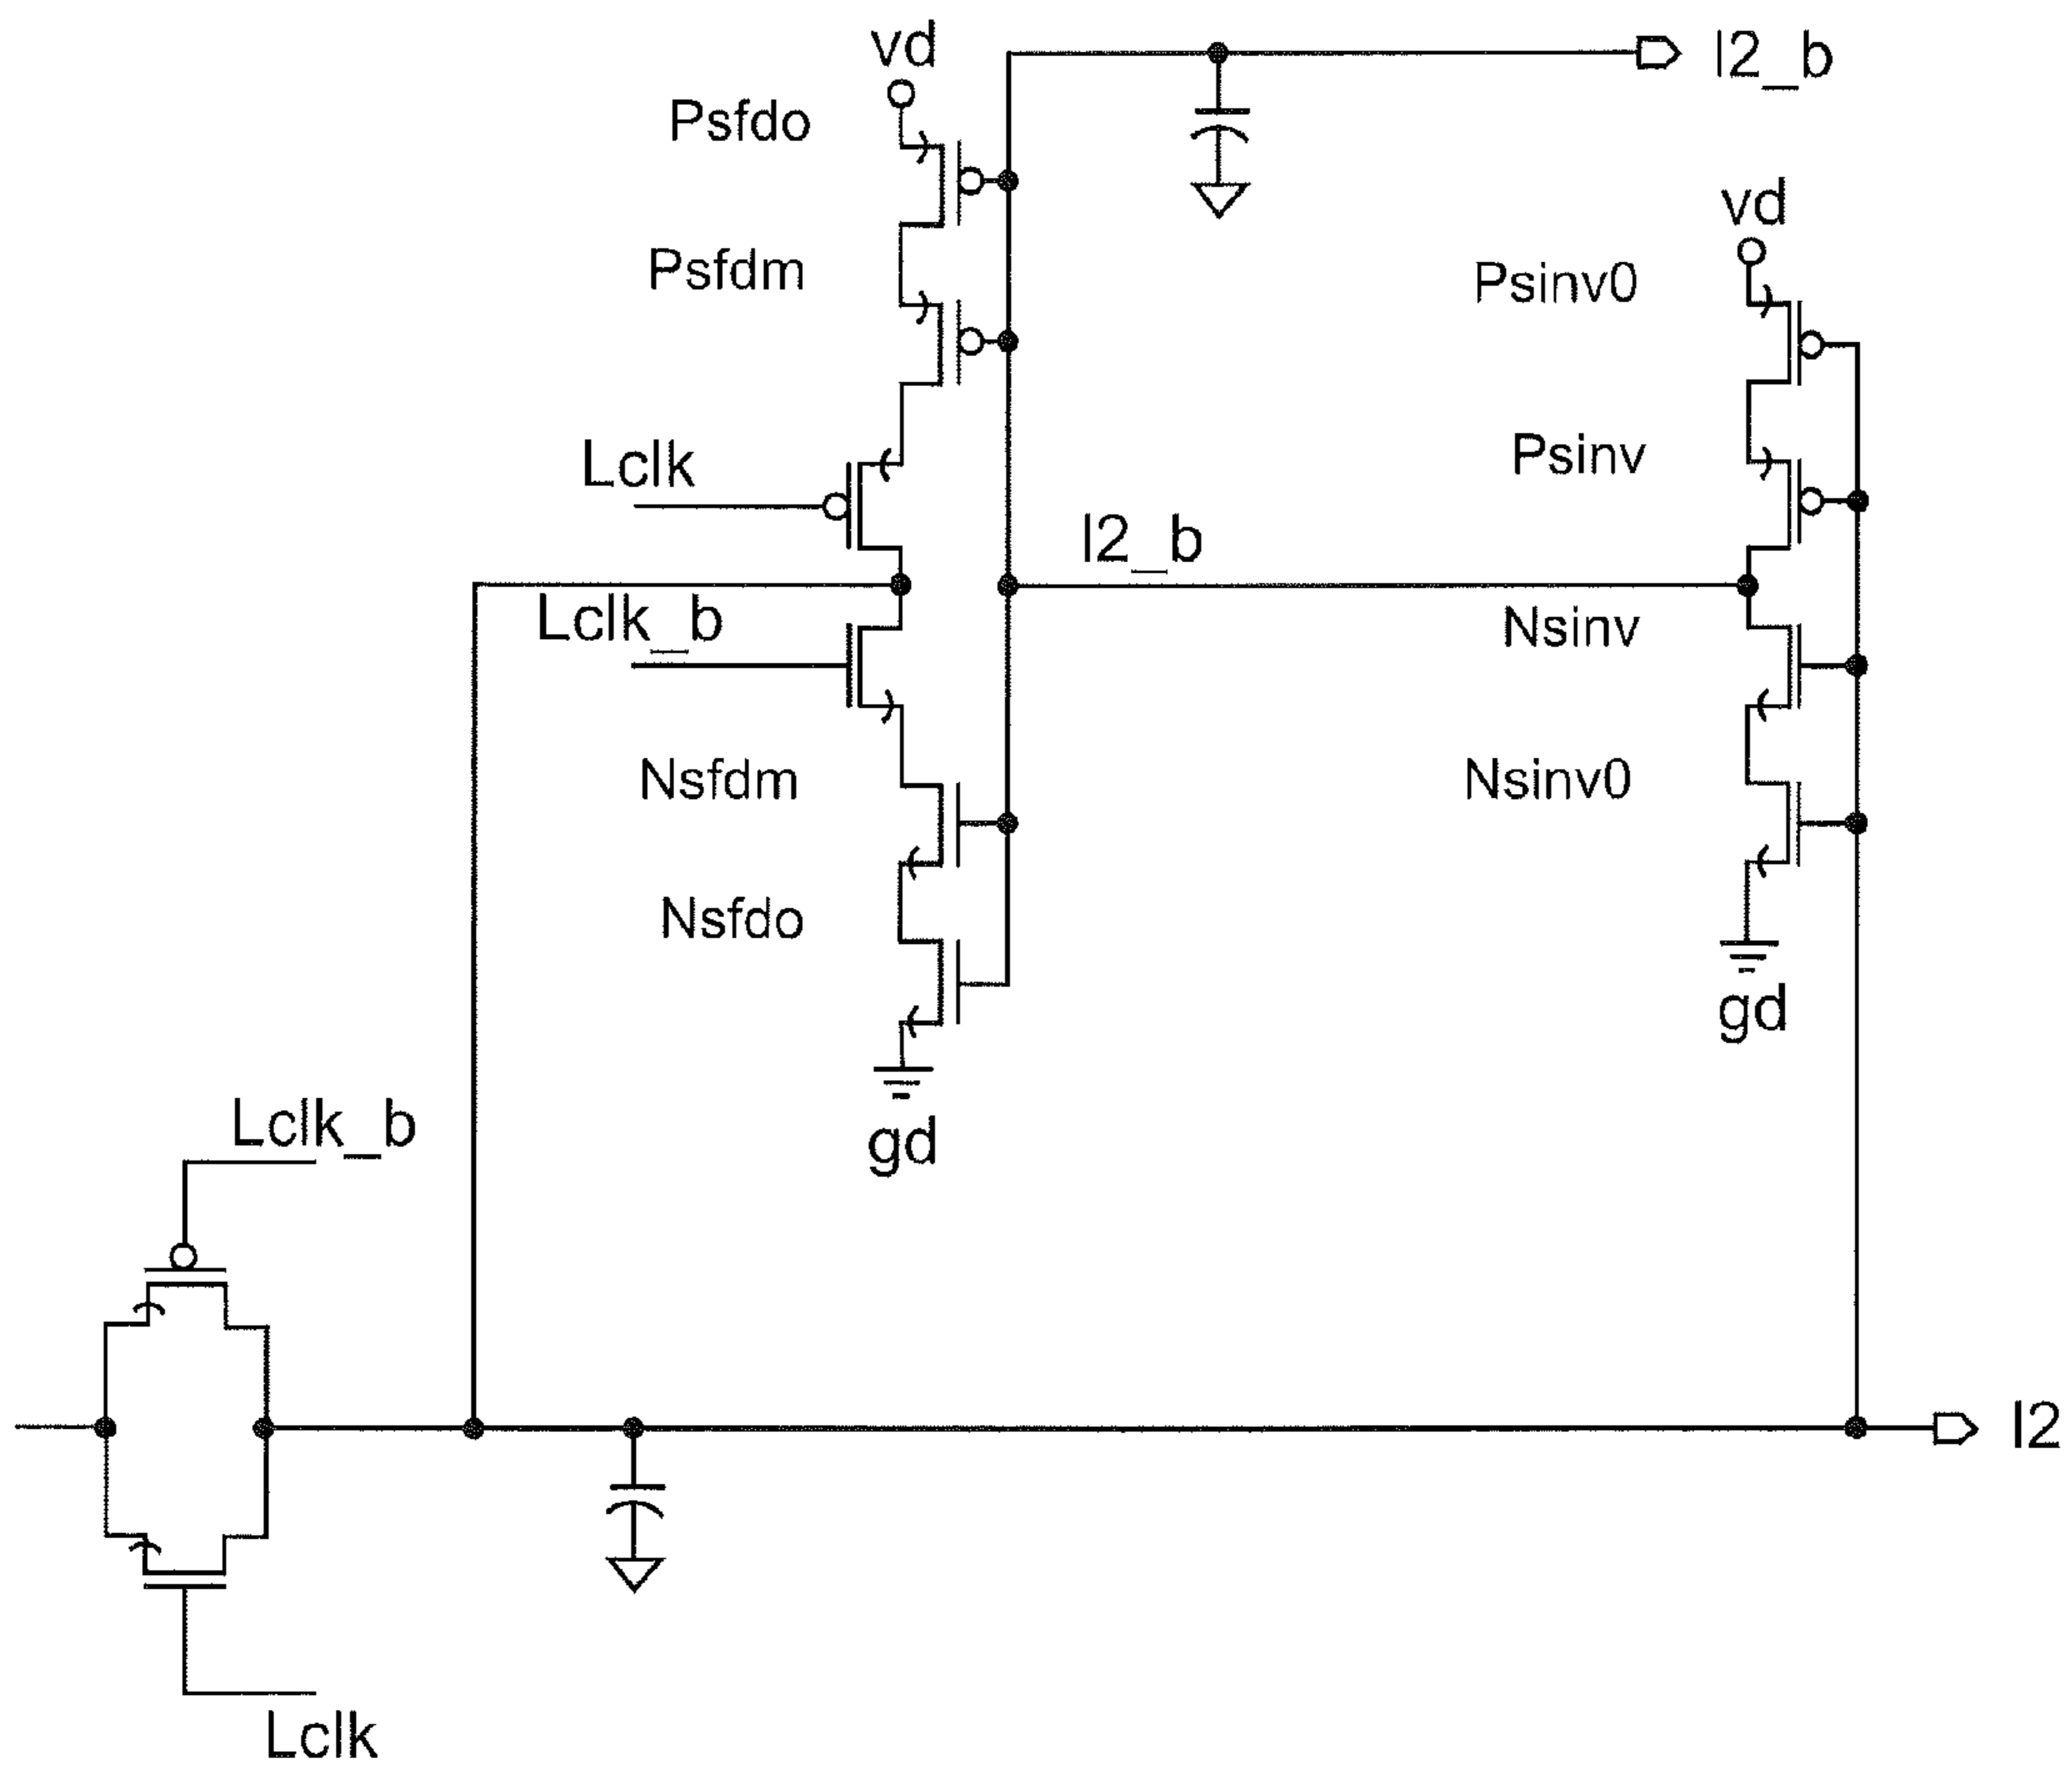 vd
l2_b
Psfdo
vd
Psfdm
Psinv0
Lclk
Psinv
l2_b
Lclk_b
Nsinv
Nsfdm
Nsinv0
Nsfdo
gd
Lclk_b
gd
l2
Lclk